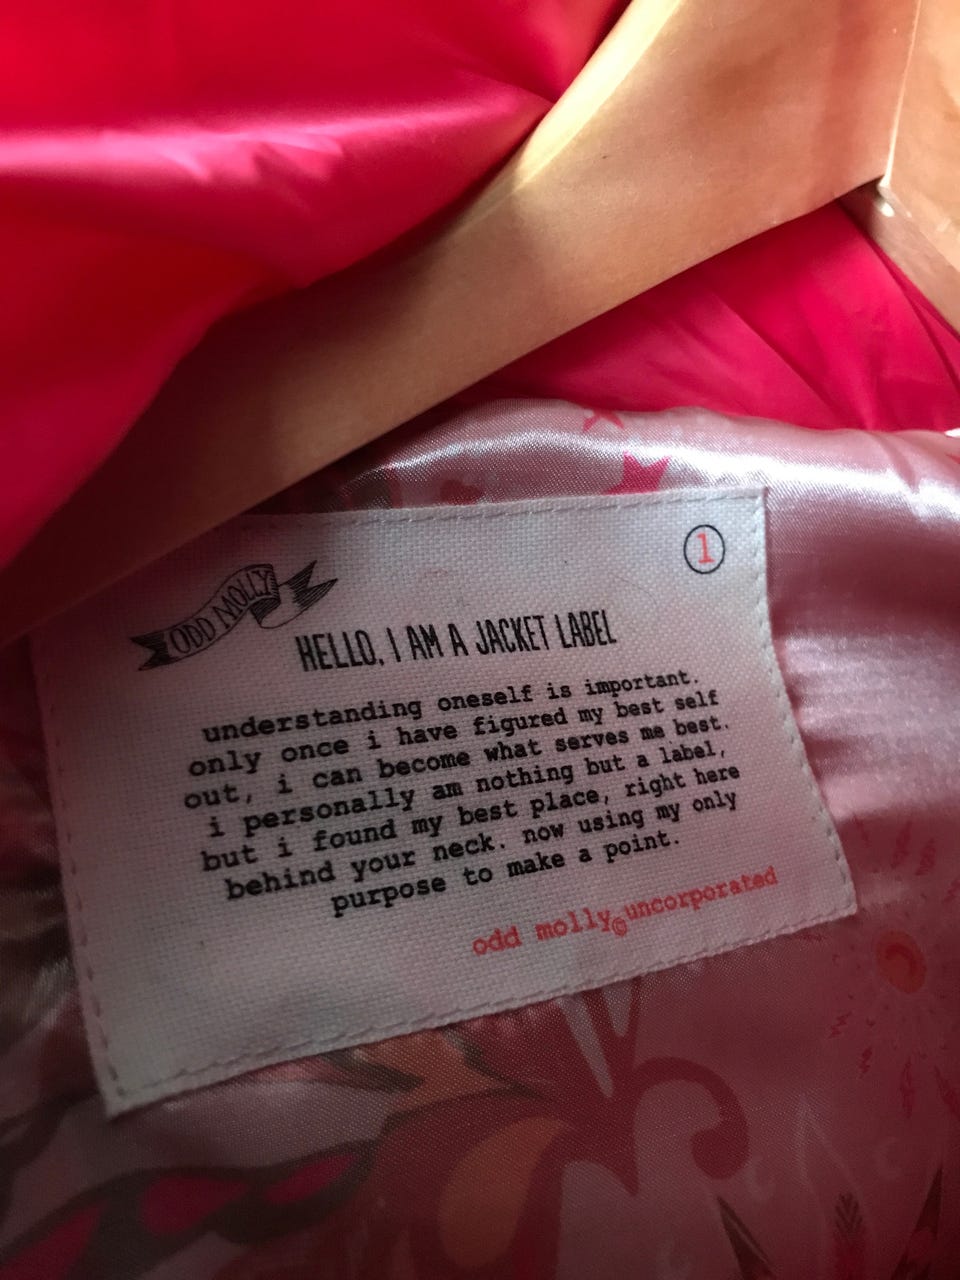 1
ODD MOLLY
HELLO, I AM A JACKET LABEL
understanding oneself is important.
only once i have figured my best self
out, i can become what serves me best.
i personally am nothing but a label,
but i found my best place, right here
behind your neck. now using my only
purpose to make a point.
odd molly©uncorporated